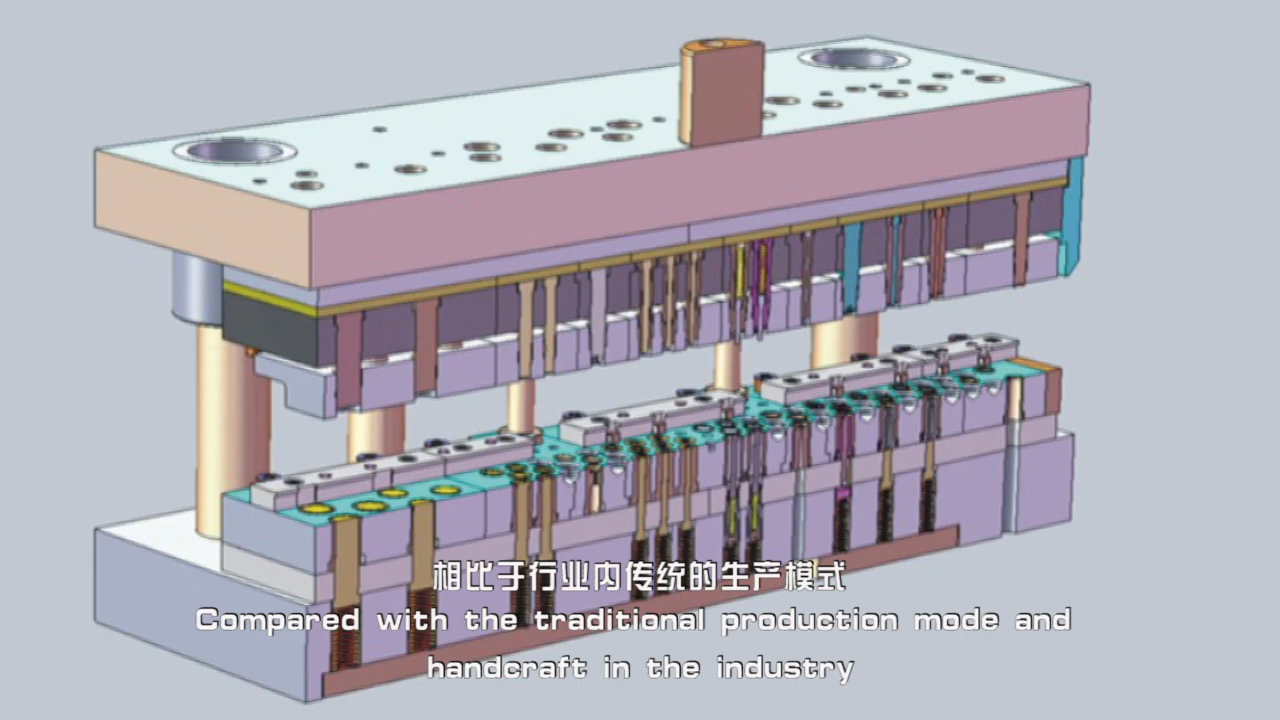 相比于行业内传统的生产模式
Compared with the traditional production mode and
handcraft in the industry